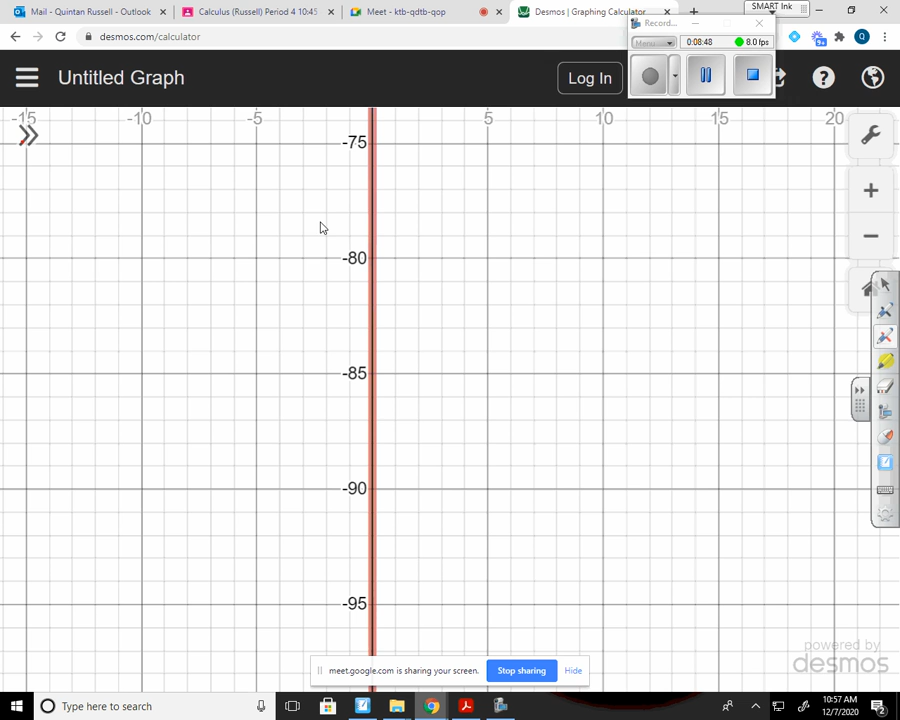 Mail - Quintan Russell - Outlook
Calculus (Russell) Period 4 10:45
Meet - ktb-qdtb-qop
Desmos | Graphing Calculator
SMART Ink
desmos.com/calculator
Record...
Menu
0:08:48
8.0 fps
9+
Q
Untitled Graph
Log In
-15
-10
-5
5
10
15
20
-75
-80
-85
-90
-95
powered by
desmos
meet.google.com is sharing your screen.
Stop sharing
Hide
Type here to search
10:57 AM
12/7/2020
2